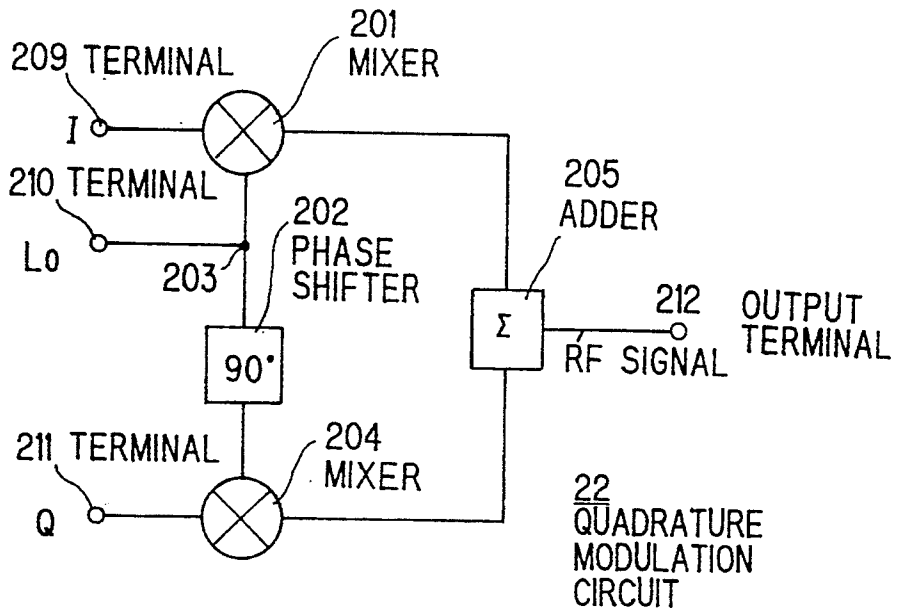 201
MIXER
209 TERMINAL
I
210 TERMINAL
Lo
203
202
PHASE
SHIFTER
90°
205
ADDER
Σ
212
OUTPUT
TERMINAL
RF SIGNAL
211 TERMINAL
Q
204
MIXER
22
QUADRATURE
MODULATION
CIRCUIT